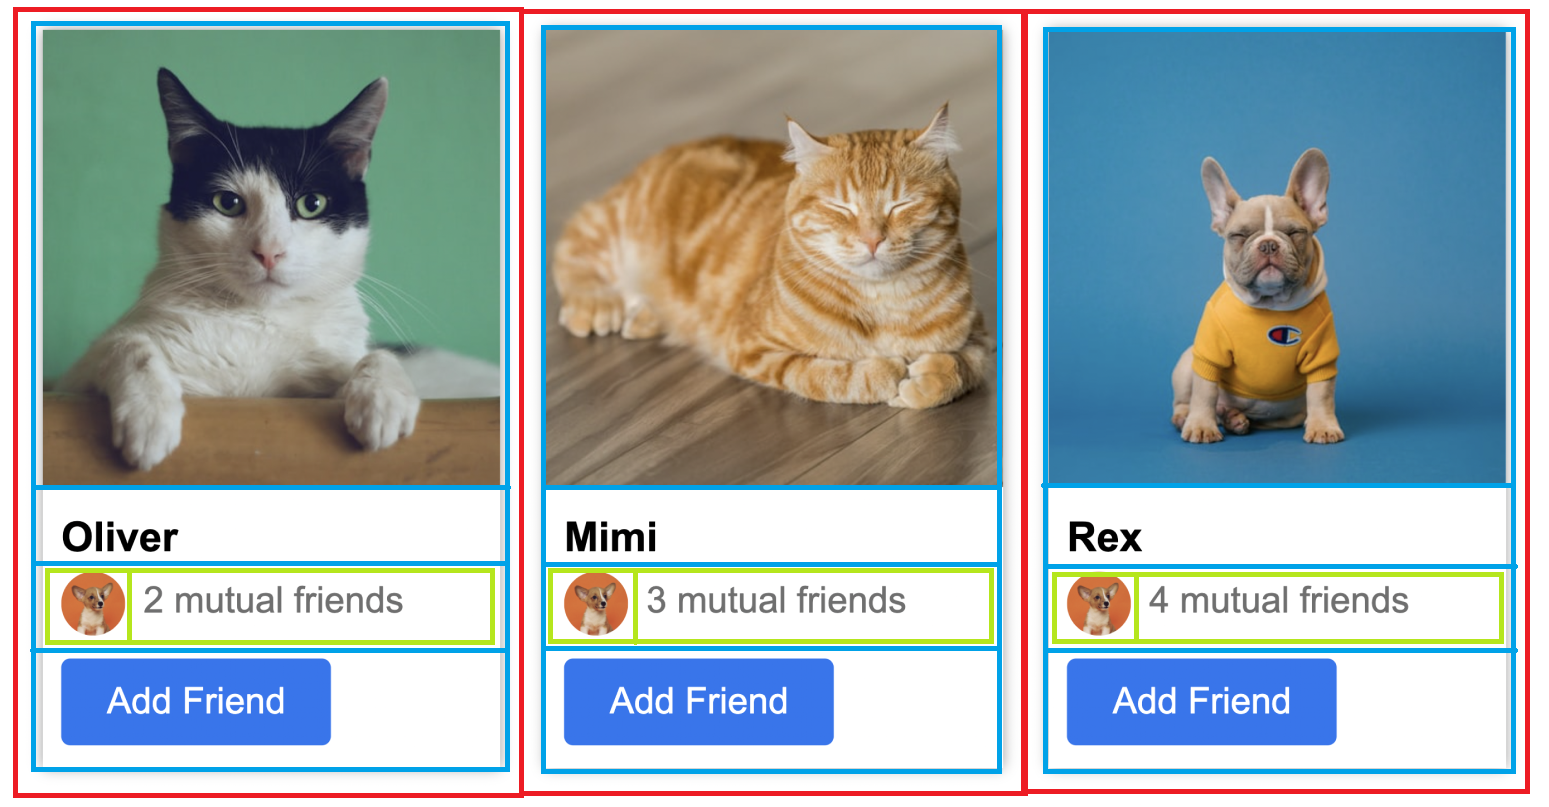 Oliver
2 mutual friends
Add Friend
Mimi
3 mutual friends
Add Friend
Rex
4 mutual friends
Add Friend